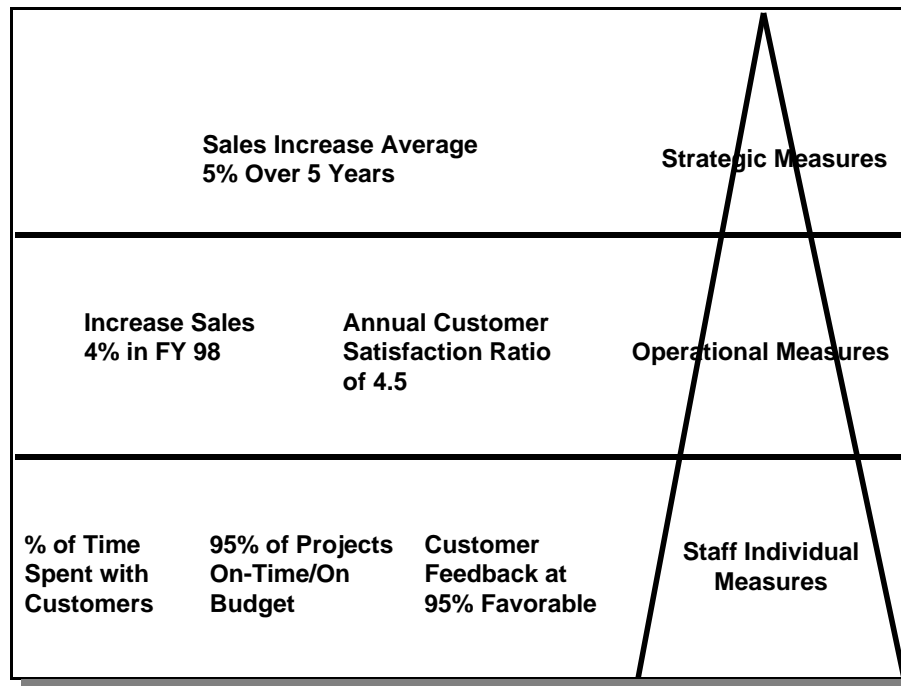 Sales Increase Average
5% Over 5 Years
Strategic Measures
Increase Sales
4% in FY 98
Annual Customer
Satisfaction Ratio
of 4.5
Operational Measures
% of Time
Spent with
Customers
95% of Projects
On-Time/On
Budget
Customer
Feedback at
95% Favorable
Staff Individual
Measures